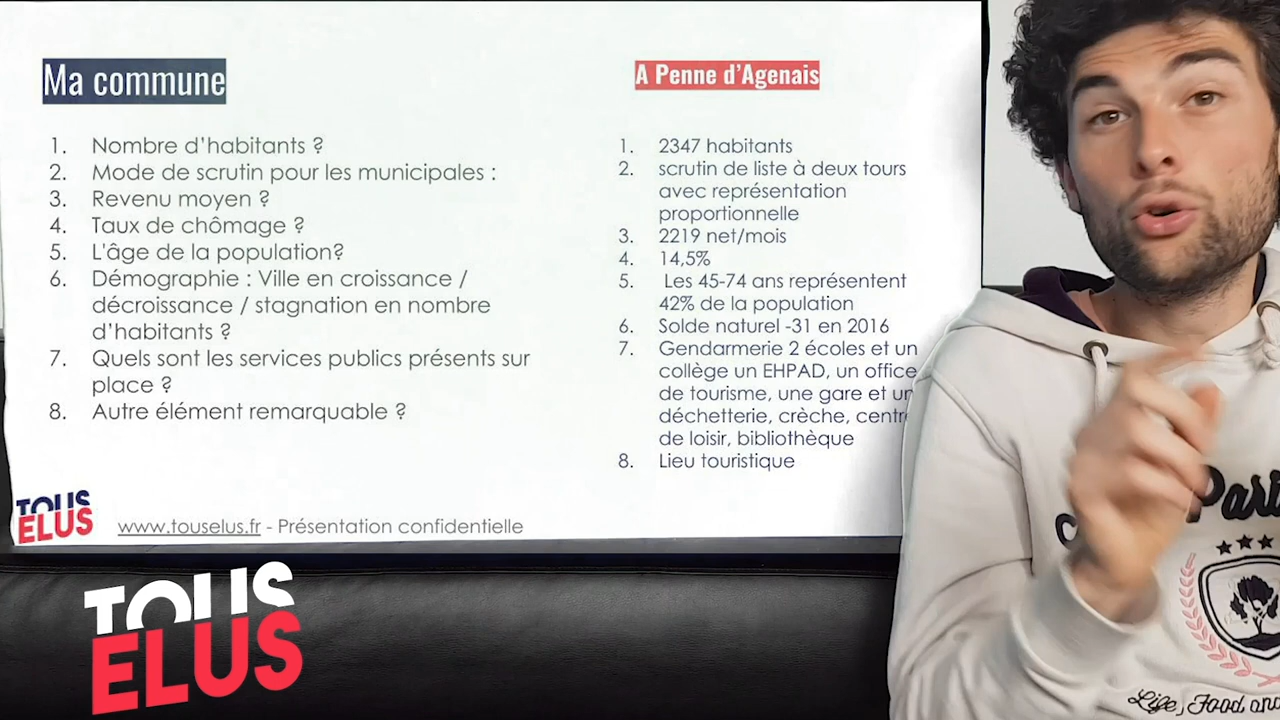 Ma commune
1. Nombre d'habitants ?
2. Mode de scrutin pour les municipales :
3. Revenu moyen ?
4. Taux de chômage ?
5. L'âge de la population?
6. Démographie : Ville en croissance /
décroissance / stagnation en nombre
d'habitants ?
7. Quels sont les services publics présents sur
place ?
8. Autre élément remarquable ?
A Penne d'Agenais
1. 2347 habitants
2. scrutin de liste à deux tours
avec représentation
proportionnelle
3. 2219 net/mois
4. 14,5%
5. Les 45-74 ans représentent
42% de la population
6. Solde naturel -31 en 2016
7. Gendarmerie 2 écoles et un
collège un EHPAD, un office
de tourisme, une gare et un
déchetterie, crèche, centr
de loisir, bibliothèque
8. Lieu touristique
TOUS
ELUS
www.touselus.fr - Présentation confidentielle
TOUS
ELUS
Life, Food and